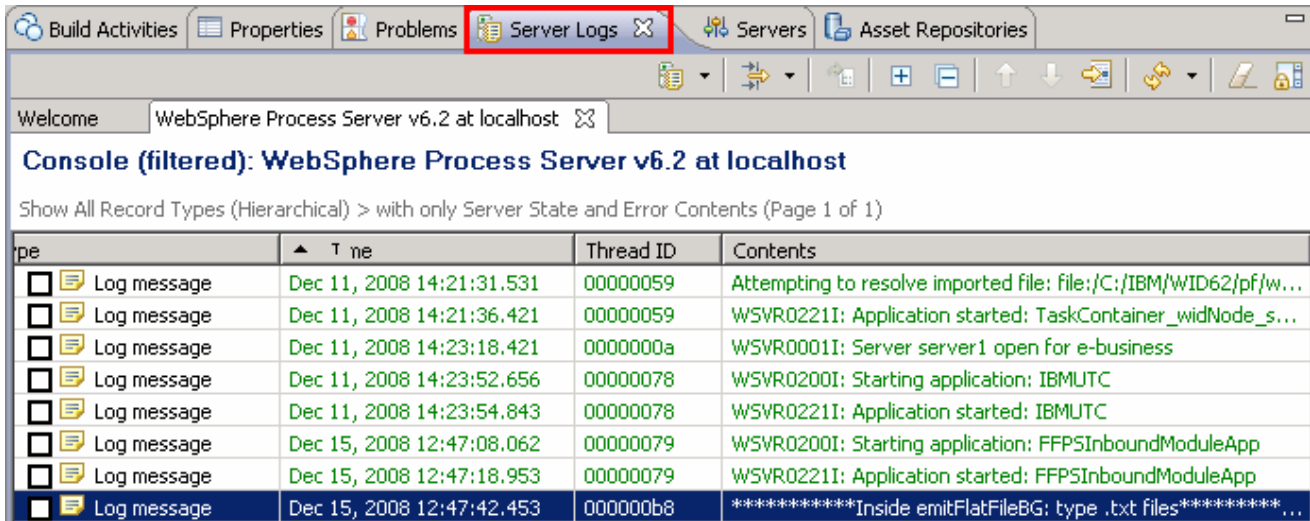 Build Activities Properties Problems Server Logs Servers Asset Repositories
Welcome WebSphere Process Server v6.2 at localhost
Console (filtered): WebSphere Process Server v6.2 at localhost
Show All Record Types (Hierarchical) > with only Server State and Error Contents (Page 1 of 1)
ype Time Thread ID Contents
Log message Dec 11, 2008 14:21:31.531 00000059 Attempting to resolve imported file: file:/C:/IBM/WID62/pf/w...
Log message Dec 11, 2008 14:21:36.421 00000059 WSVR0221I: Application started: TaskContainer_widNode_s...
Log message Dec 11, 2008 14:23:18.421 0000000a WSVR0001I: Server server1 open for e-business
Log message Dec 11, 2008 14:23:52.656 00000078 WSVR0200I: Starting application: IBMUTC
Log message Dec 11, 2008 14:23:54.843 00000078 WSVR0221I: Application started: IBMUTC
Log message Dec 15, 2008 12:47:08.062 00000079 WSVR0200I: Starting application: FFPSInboundModuleApp
Log message Dec 15, 2008 12:47:18.953 00000079 WSVR0221I: Application started: FFPSInboundModuleApp
Log message Dec 15, 2008 12:47:42.453 000000b8 ***********Inside emitFlatFileBG: type .txt files*********...